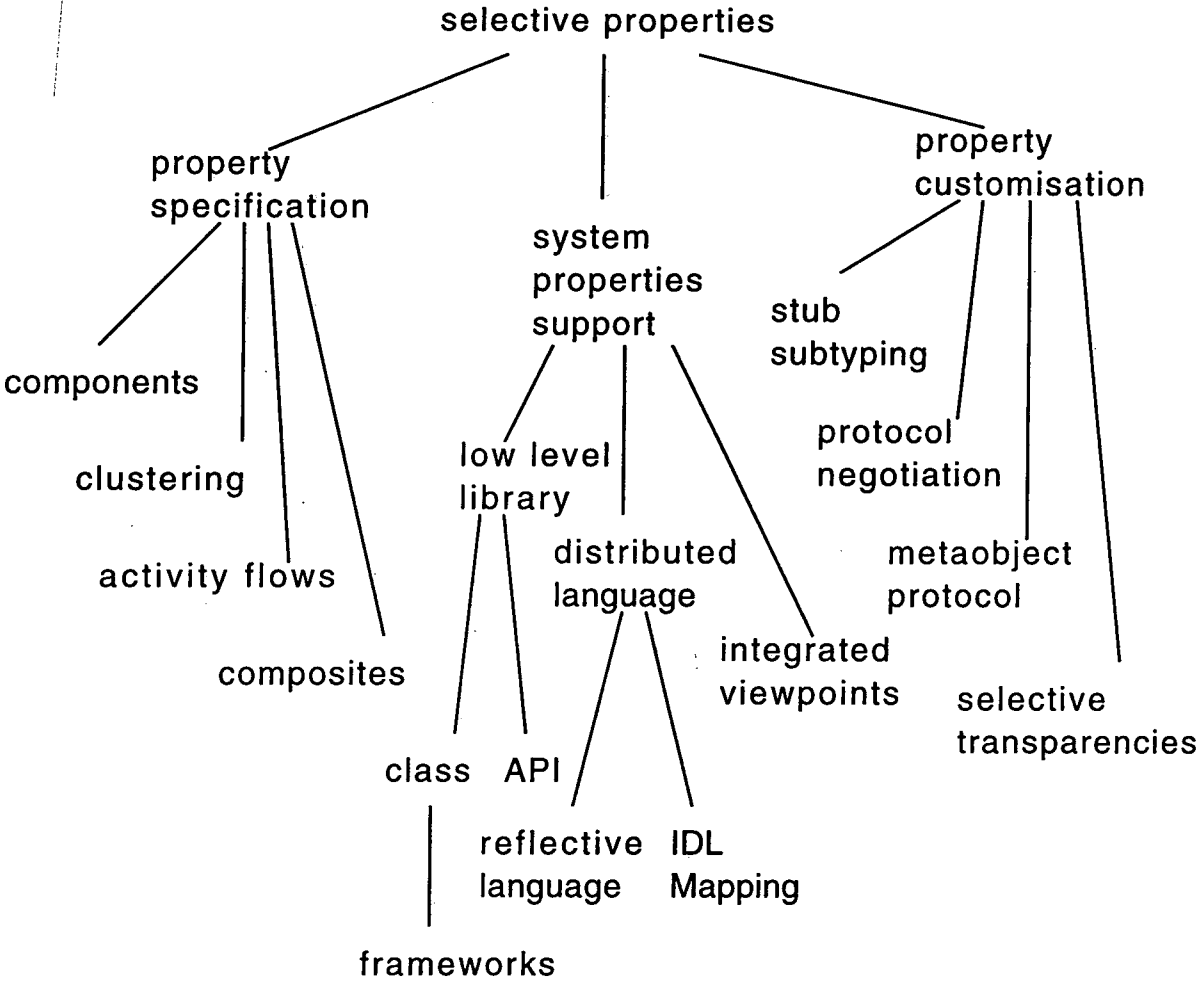 selective properties
property
specification
property
customisation
system
properties
support
stub
subtyping
components
protocol
negotiation
clustering
low level
library
activity flows
distributed
language
metaobject
protocol
composites
integrated
viewpoints
selective
transparencies
class
API
reflective
language
IDL
Mapping
frameworks